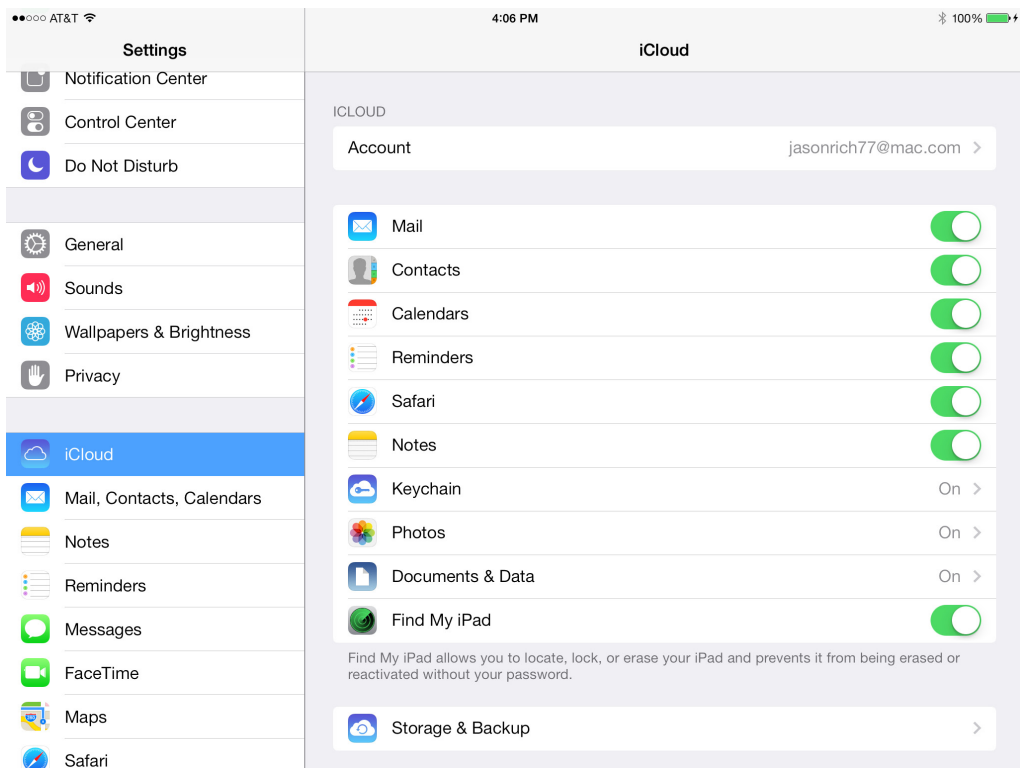 AT&T
4:06 PM
100%
Settings
iCloud
Notification Center
Control Center
Do Not Disturb
General
Sounds
Wallpapers & Brightness
Privacy
iCloud
Mail, Contacts, Calendars
Notes
Reminders
Messages
FaceTime
Maps
Safari
ICLOUD
Account jasonrich77@mac.com
Mail
Contacts
Calendars
Reminders
Safari
Notes
Keychain On
Photos On
Documents & Data On
Find My iPad
Find My iPad allows you to locate, lock, or erase your iPad and prevents it from being erased or
reactivated without your password.
Storage & Backup